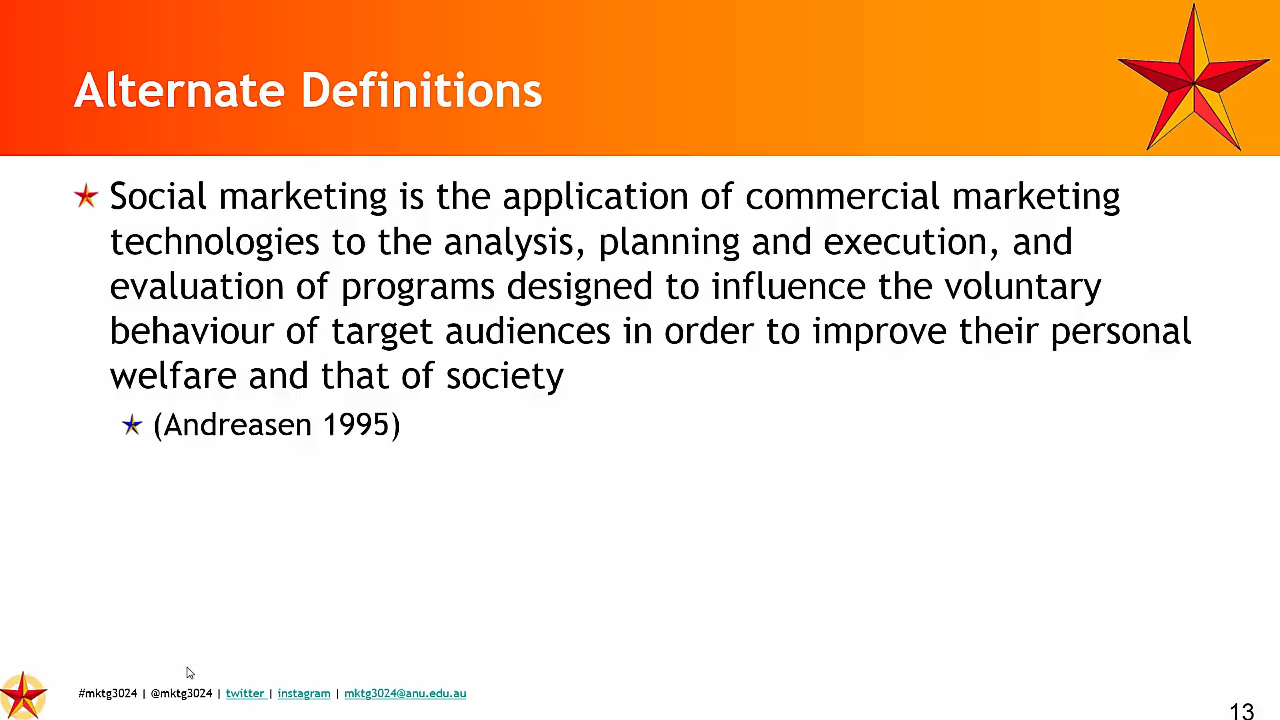 Alternate Definitions
Social marketing is the application of commercial marketing
technologies to the analysis, planning and execution, and
evaluation of programs designed to influence the voluntary
behaviour of target audiences in order to improve their personal
welfare and that of society
(Andreasen 1995)
#mktg3024 | @mktg3024 | twitter | instagram | mktg3024@anu.edu.au
13